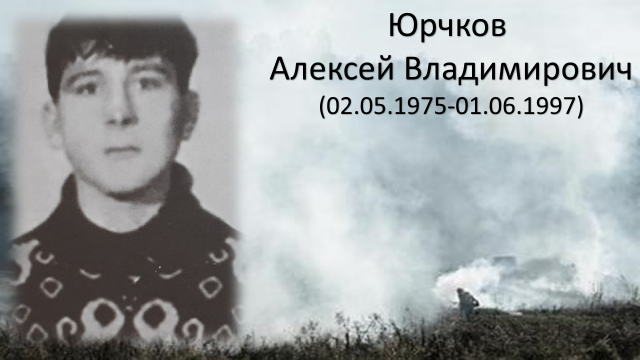 Юрчков
Алексей Владимирович
(02.05.1975-01.06.1997)